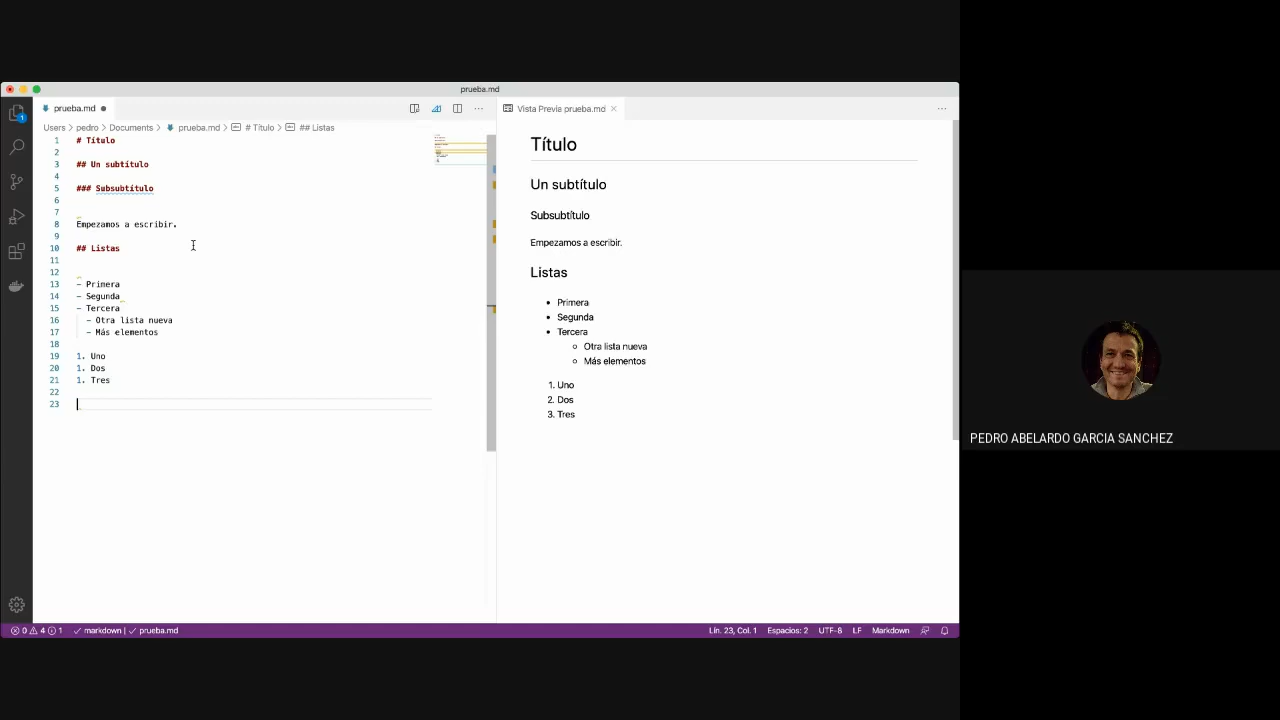 prueba.md
prueba.md
Vista Previa prueba.md
Users > pedro > Documents > prueba.md > # Título > ## Listas
1
1 # Título
2
3 ## Un subtítulo
4
5 ### Subsubtítulo
6
7
8 Empezamos a escribir.
9
10 ## Listas
11
12
13 - Primera
14 - Segunda
15 - Tercera
16 - Otra lista nueva
17 - Más elementos
18
19 1. Uno
20 1. Dos
21 1. Tres
22
23
Título
Un subtítulo
Subsubtítulo
Empezamos a escribir.
Listas
• Primera
• Segunda
• Tercera
○ Otra lista nueva
○ Más elementos
1. Uno
2. Dos
3. Tres
PEDRO ABELARDO GARCIA SANCHEZ
0 4 1 markdown | prueba.md
Lín. 23, Col. 1 Espacios: 2 UTF-8 LF Markdown